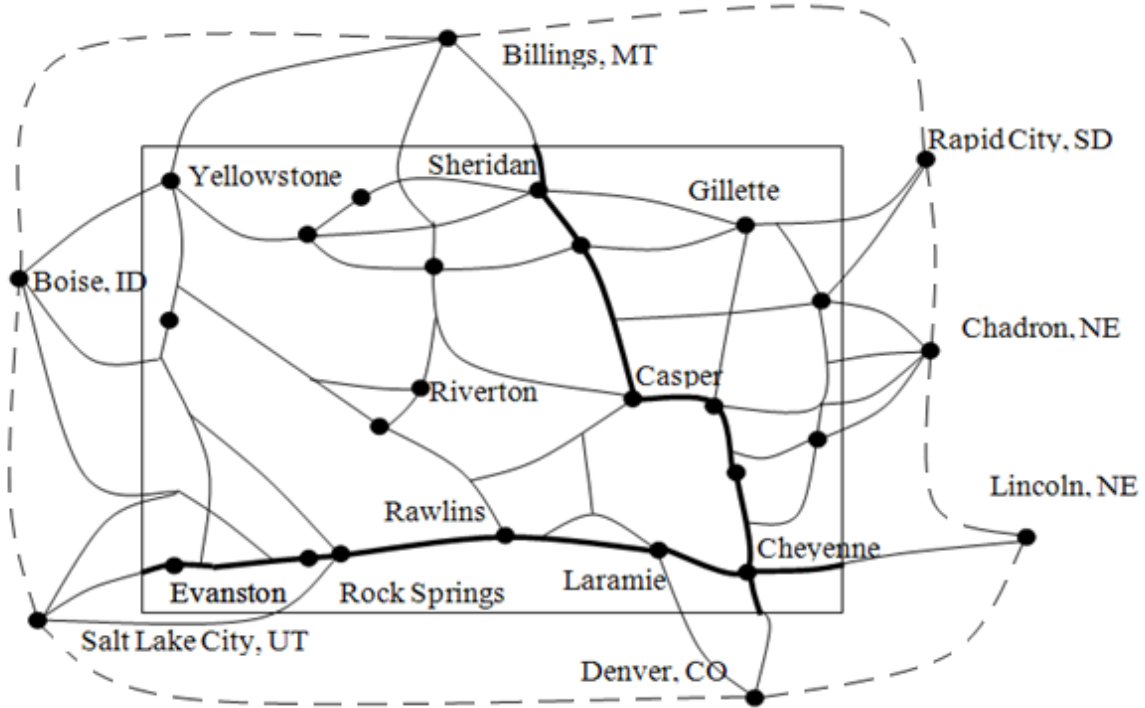 Billings, MT
Rapid City, SD
Sheridan
Yellowstone
Gillette
Boise, ID
Chadron, NE
Casper
Riverton
Lincoln, NE
Rawlins
Cheyenne
Laramie
Evanston
Rock Springs
Salt Lake City, UT
Denver, CO